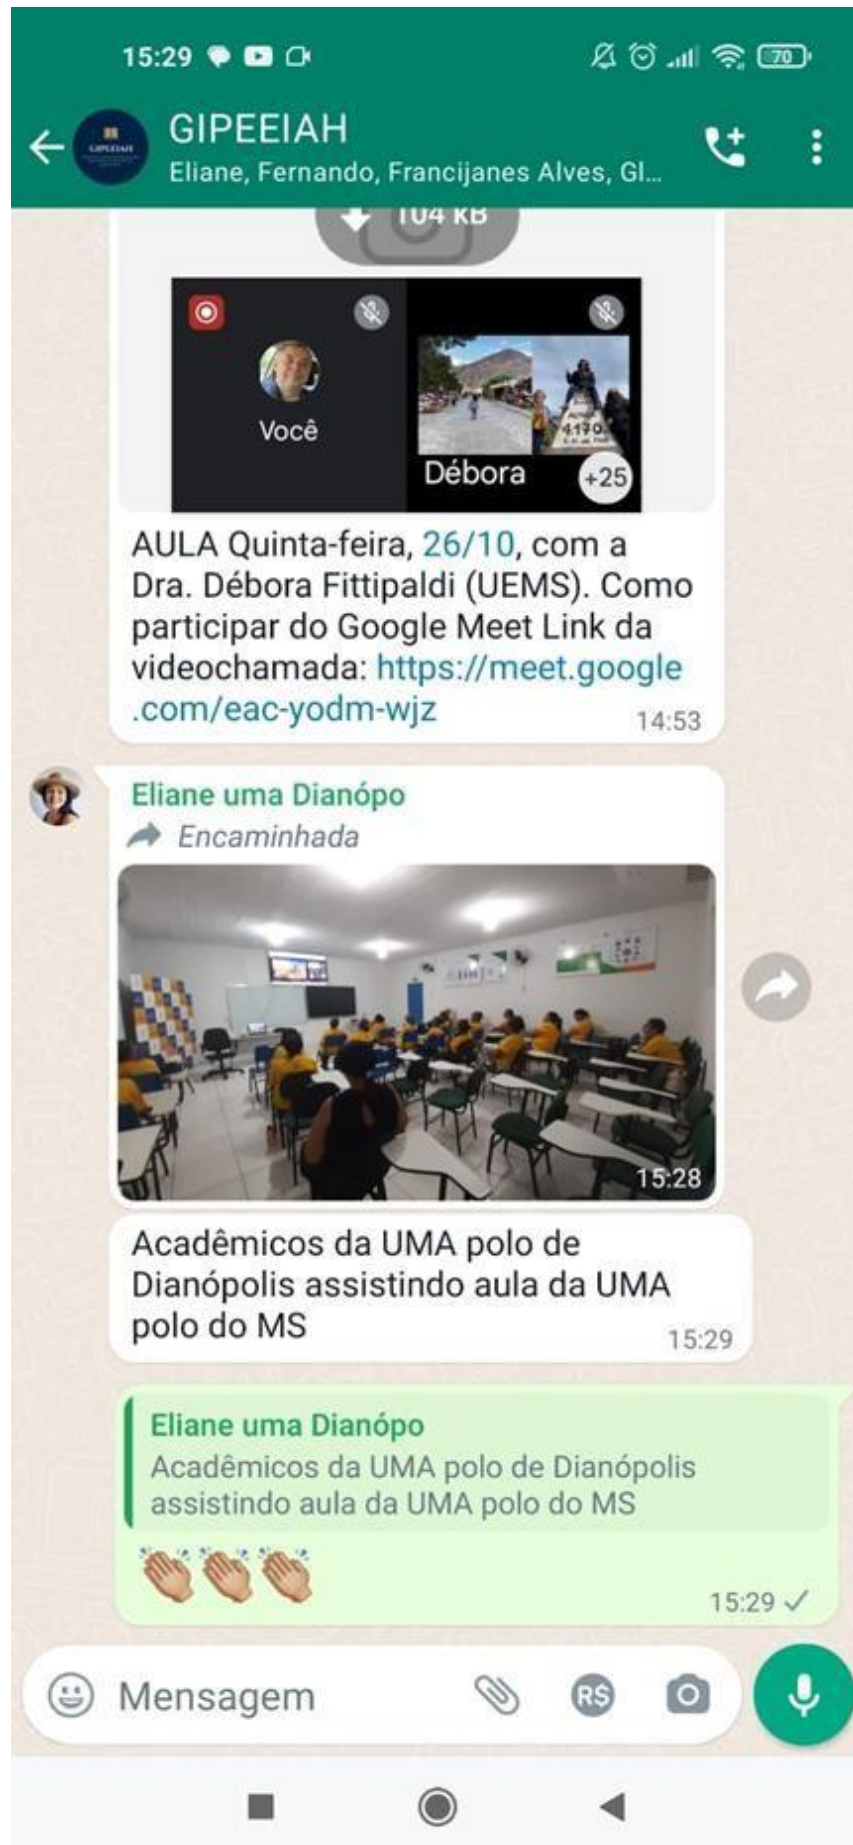 15:29
70
GIPEEIAH
Eliane, Fernando, Francijanes Alves, Gl...
GIPEEIAH
104 kB
Você
4.170
Débora
+25
AULA Quinta-feira, 26/10, com a
Dra. Débora Fittipaldi (UEMS). Como
participar do Google Meet Link da
videochamada: https://meet.google
.com/eac-yodm-wjz
14:53
Eliane uma Dianópo
Encaminhada
15:28
Acadêmicos da UMA polo de
Dianópolis assistindo aula da UMA
polo do MS
15:29
Eliane uma Dianópo
Acadêmicos da UMA polo de Dianópolis
assistindo aula da UMA polo do MS
👏🏼👏🏼👏🏼
15:29
Mensagem
R$